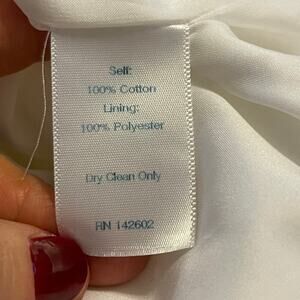 Self:
100% Cotton
Lining:
100% Polyester
Dry Clean Only
RN 142602